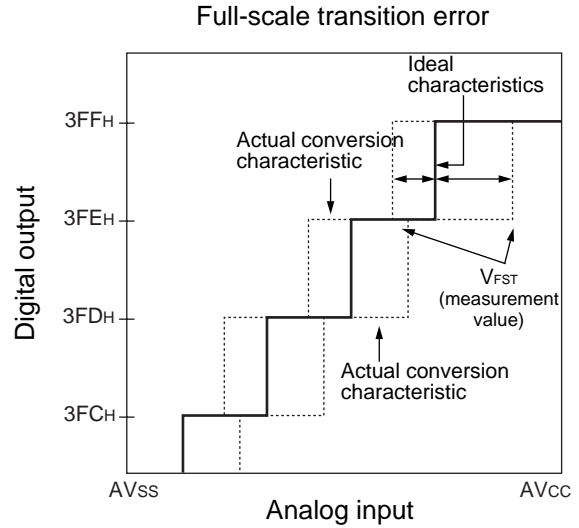 Full-scale transition error
Ideal
characteristics
3FFH
Actual conversion
characteristic
3FEH
VFST
(measurement
value)
3FDH
Actual conversion
characteristic
3FCH
Digital output
AVSS
AVCC
Analog input